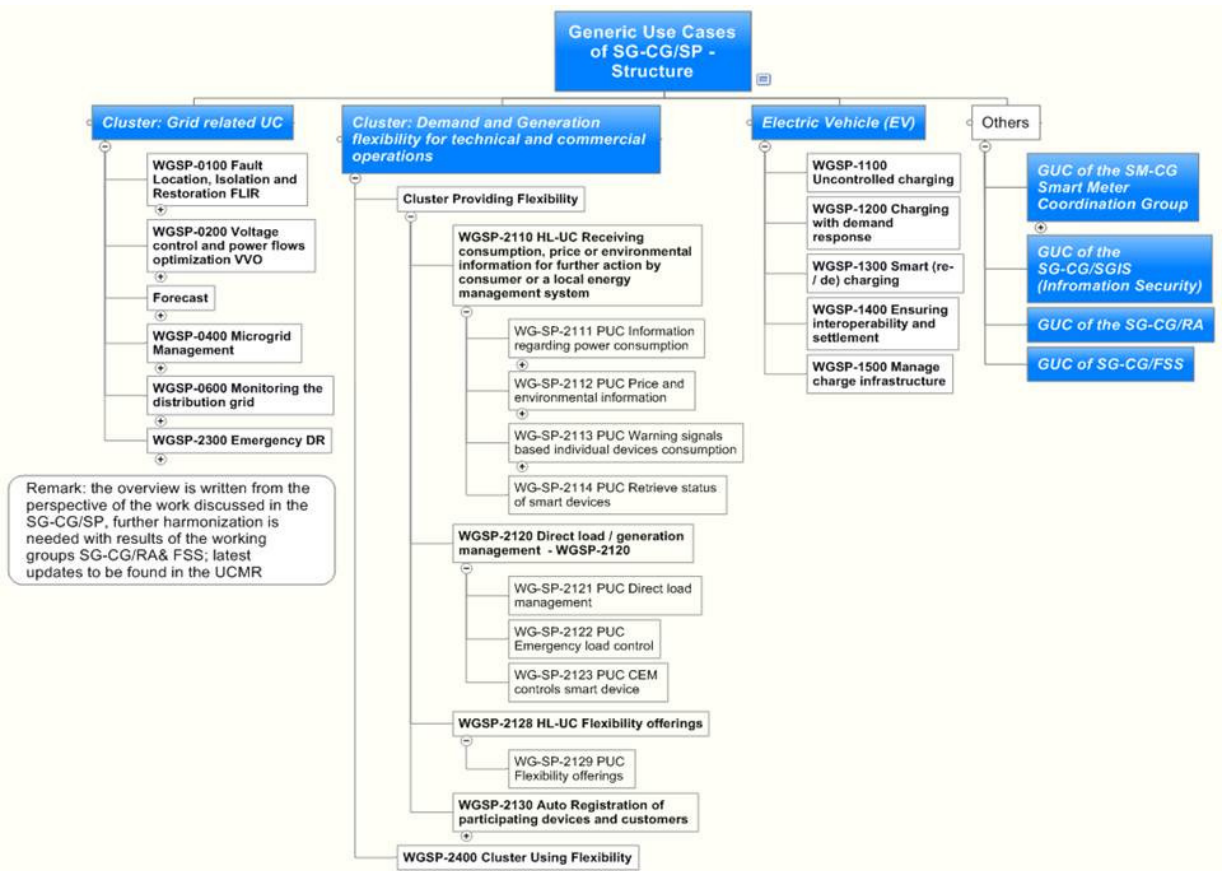 Generic Use Cases
of SG-CG/SP -
Structure
Cluster: Grid related UC
WGSP-0100 Fault
Location, Isolation and
Restoration FLIR
WGSP-0200 Voltage
control and power flows
optimization VVO
Forecast
WGSP-0400 Microgrid
Management
WGSP-0600 Monitoring the
distribution grid
WGSP-2300 Emergency DR
Remark: the overview is written from the
perspective of the work discussed in the
SG-CG/SP, further harmonization is
needed with results of the working
groups SG-CG/RA& FSS; latest
updates to be found in the UCMR
Cluster: Demand and Generation
flexibility for technical and commercial
operations
Cluster Providing Flexibility
WGSP-2110 HL-UC Receiving
consumption, price or environmental
information for further action by
consumer or a local energy
management system
WG-SP-2111 PUC Information
regarding power consumption
WG-SP-2112 PUC Price and
environmental information
WG-SP-2113 PUC Warning signals
based individual devices consumption
WG-SP-2114 PUC Retrieve status
of smart devices
WGSP-2120 Direct load / generation
management - WGSP-2120
WG-SP-2121 PUC Direct load
management
WG-SP-2122 PUC
Emergency load control
WG-SP-2123 PUC CEM
controls smart device
WGSP-2128 HL-UC Flexibility offerings
WG-SP-2129 PUC
Flexibility offerings
WGSP-2130 Auto Registration of
participating devices and customers
WGSP-2400 Cluster Using Flexibility
Electric Vehicle (EV)
WGSP-1100
Uncontrolled charging
WGSP-1200 Charging
with demand
response
WGSP-1300 Smart (re-
/ de) charging
WGSP-1400 Ensuring
interoperability and
settlement
WGSP-1500 Manage
charge infrastructure
Others
GUC of the SM-CG
Smart Meter
Coordination Group
GUC of the
SG-CG/SGIS
(Infromation Security)
GUC of the SG-CG/RA
GUC of SG-CG/FSS